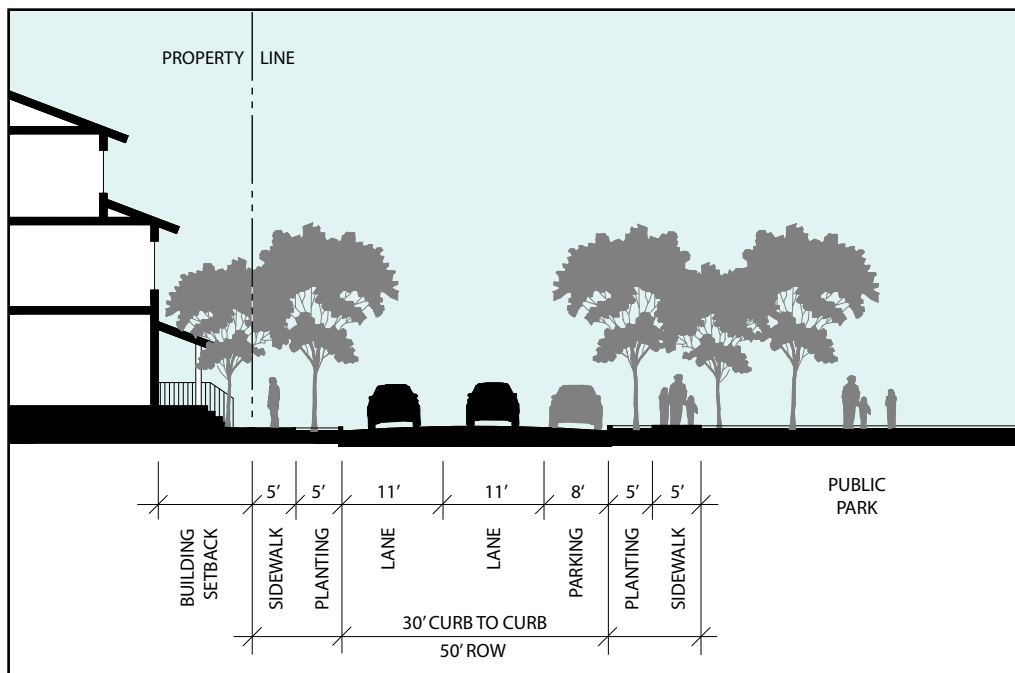 PROPERTY LINE
5’ 5’ 11’ 11’ 8‘ 5’ 5’
PUBLIC
PARK
BUILDING
SETBACK
SIDEWALK
PLANTING
LANE
LANE
PARKING
PLANTING
SIDEWALK
30’ CURB TO CURB
50’ ROW